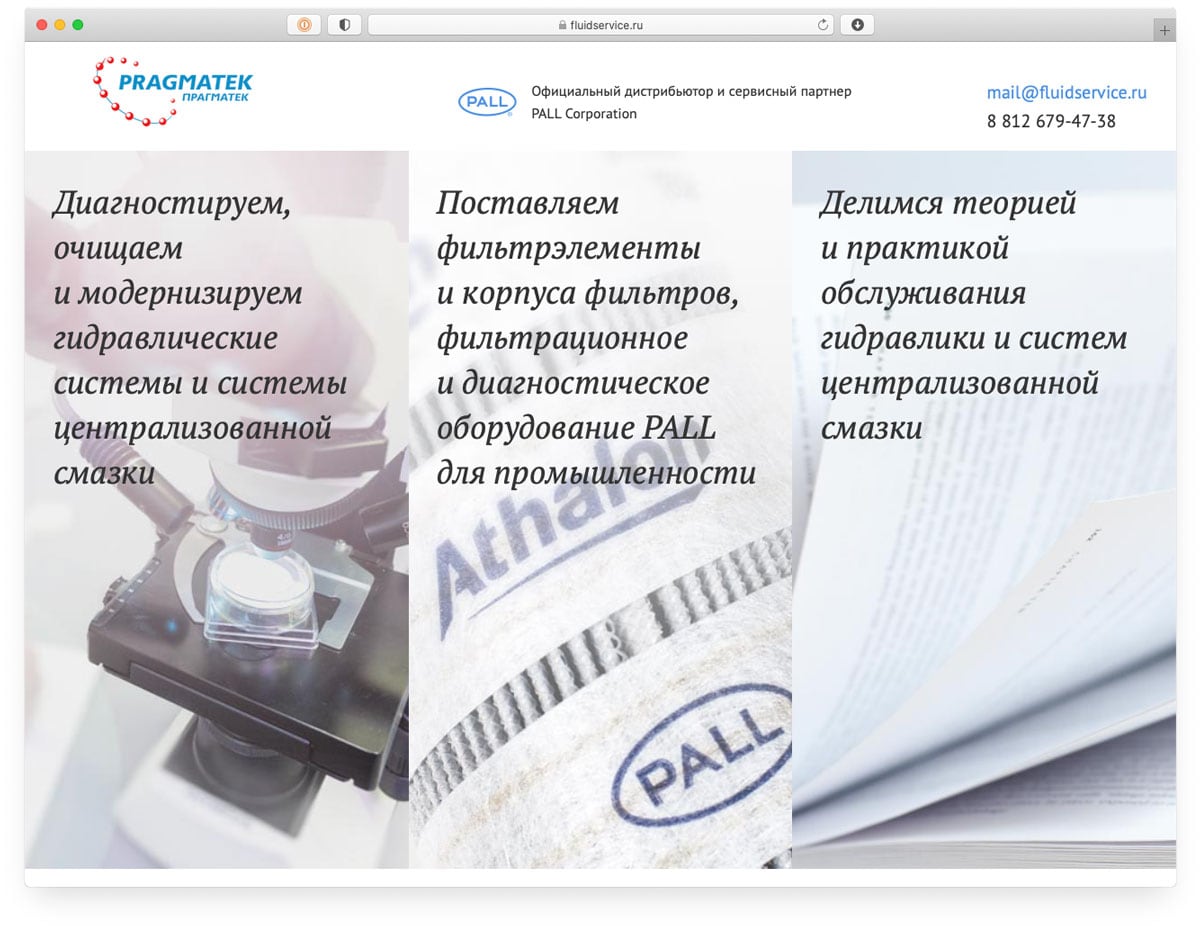 fluidservice.ru
PRAGMATEK
ПРАГМАТЕК
PALL
Официальный дистрибьютор и сервисный партнер
PALL Corporation
mail@fluidservice.ru
8 812 679-47-38
Диагностируем,
очищаем
и модернизируем
гидравлические
системы и системы
централизованной
смазки
Поставляем
фильтрэлементы
и корпуса фильтров,
фильтрационное
и диагностическое
оборудование PALL
для промышленности
Athalon
PALL
Делимся теорией
и практикой
обслуживания
гидравлики и систем
централизованной
смазки